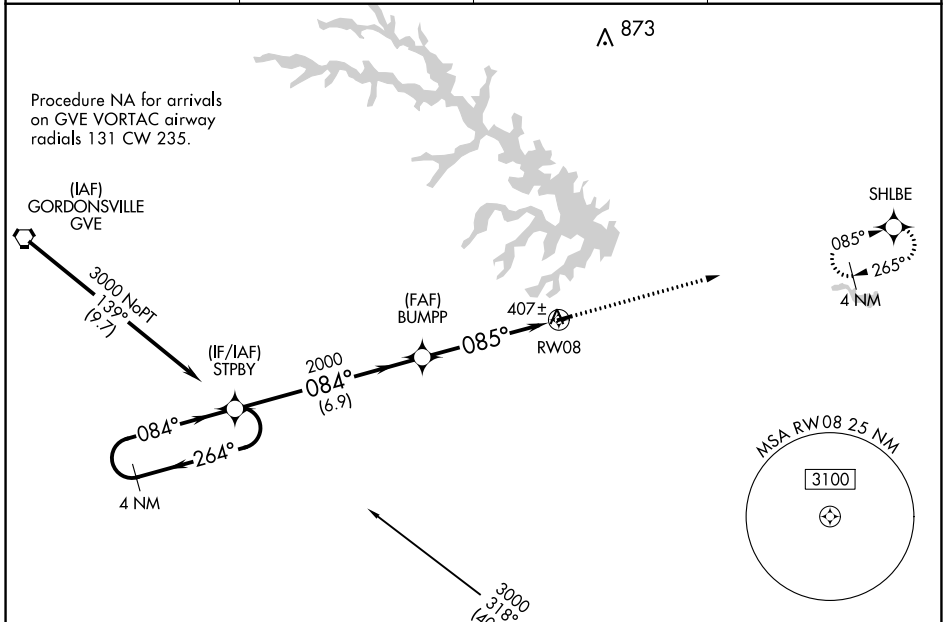 873
Procedure NA for arrivals
on GVE VORTAC airway
radials 131 CW 235.
(IAF)
GORDONSVILLE
GVE
3000 NoPT
139°
(9.7)
(IF/IAF)
STPBY
084°
264°
4 NM
2000
084°
(6.9)
(FAF)
BUMPP
085°
407±
RW08
SHLBE
085°
265°
4 NM
MSA RW08 25 NM
3100
3000
318°